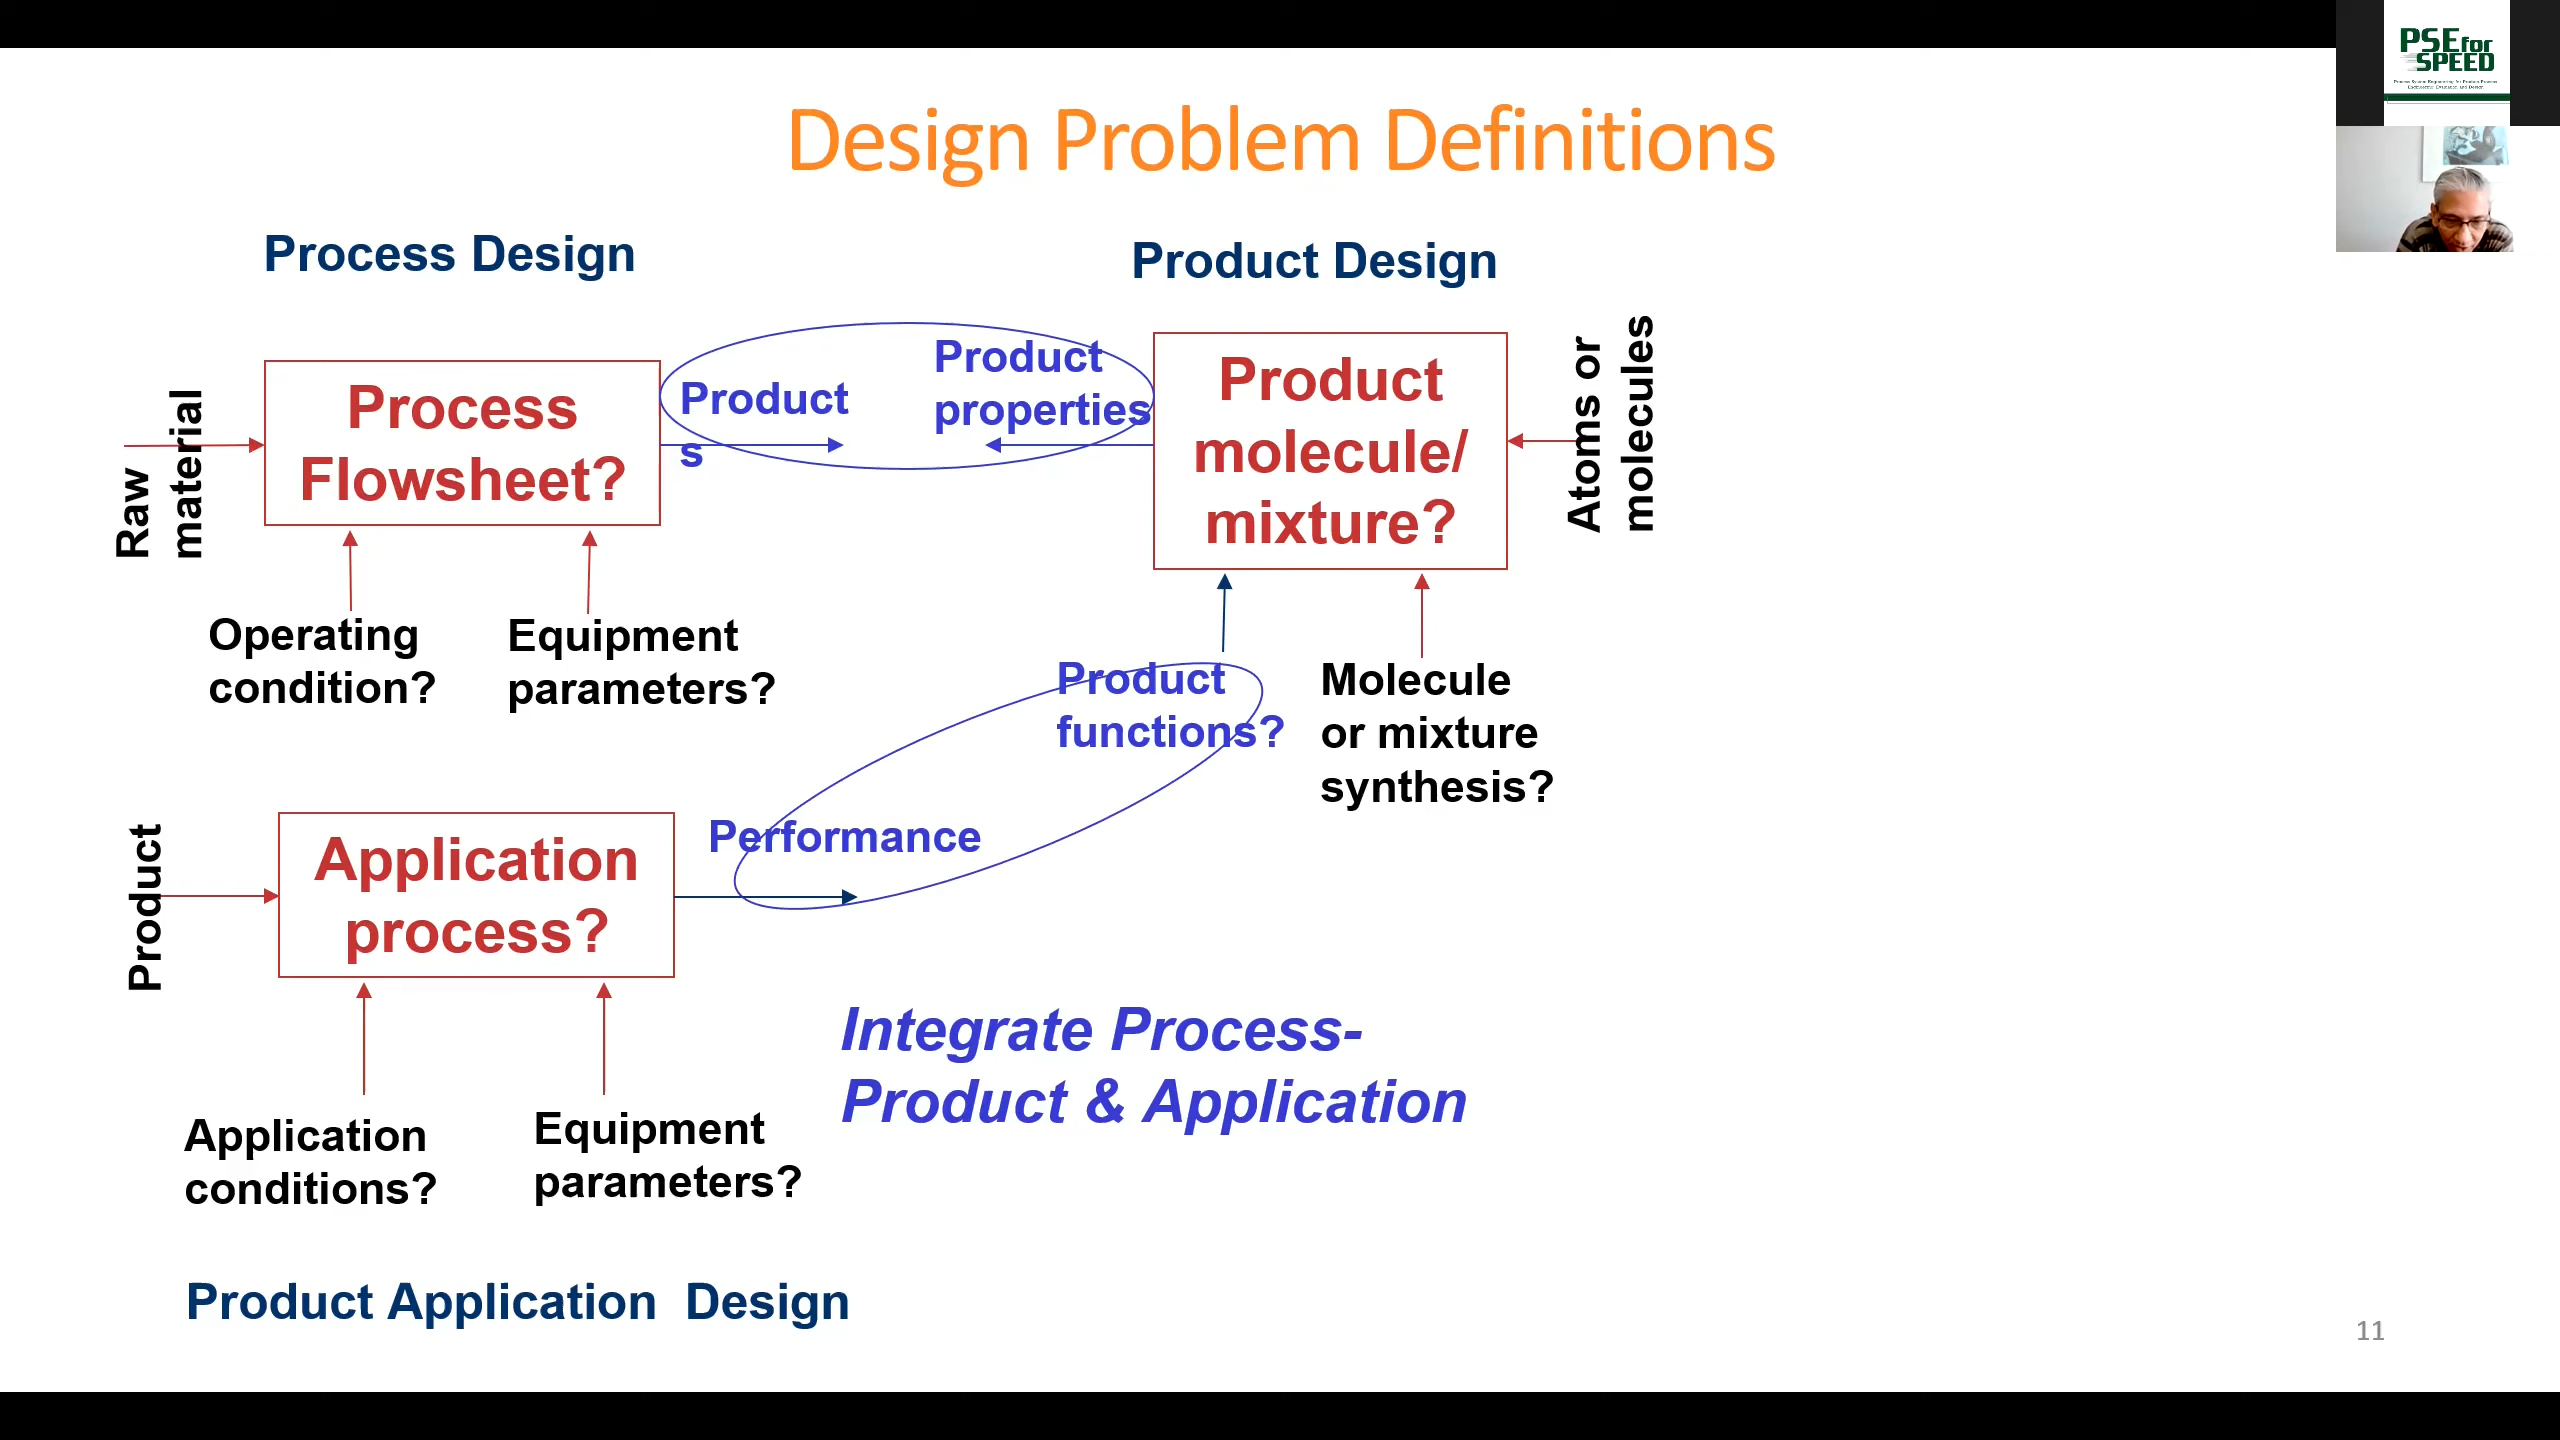 PSE for
SPEED
Design Problem Definitions
Process Design
Product Design
Raw
material
Process
Flowsheet?
Product
s
Product
properties
Product
molecule/
mixture?
Atoms or
molecules
Operating
condition?
Equipment
parameters?
Product
functions?
Molecule
or mixture
synthesis?
Product
Application
process?
Performance
Application
conditions?
Equipment
parameters?
Integrate Process-
Product & Application
Product Application Design
11